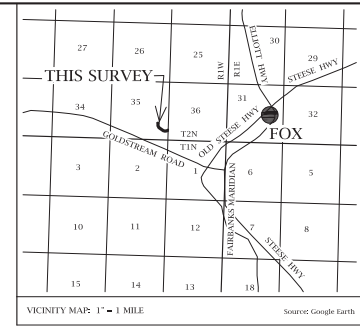 27 26 25 30 29
ELLIOTT HWY
STEESE HWY
THIS SURVEY
R1W R1E
34 35 36 31 32
OLD STEESE HWY
FOX
T2N
T1N
GOLDSTREAM ROAD
3 2 1 6 5
FAIRBANKS MERIDIAN
10 11 12 7 8
STEESE HWY
15 14 13 18
VICINITY MAP: 1" = 1 MILE
Source: Google Earth